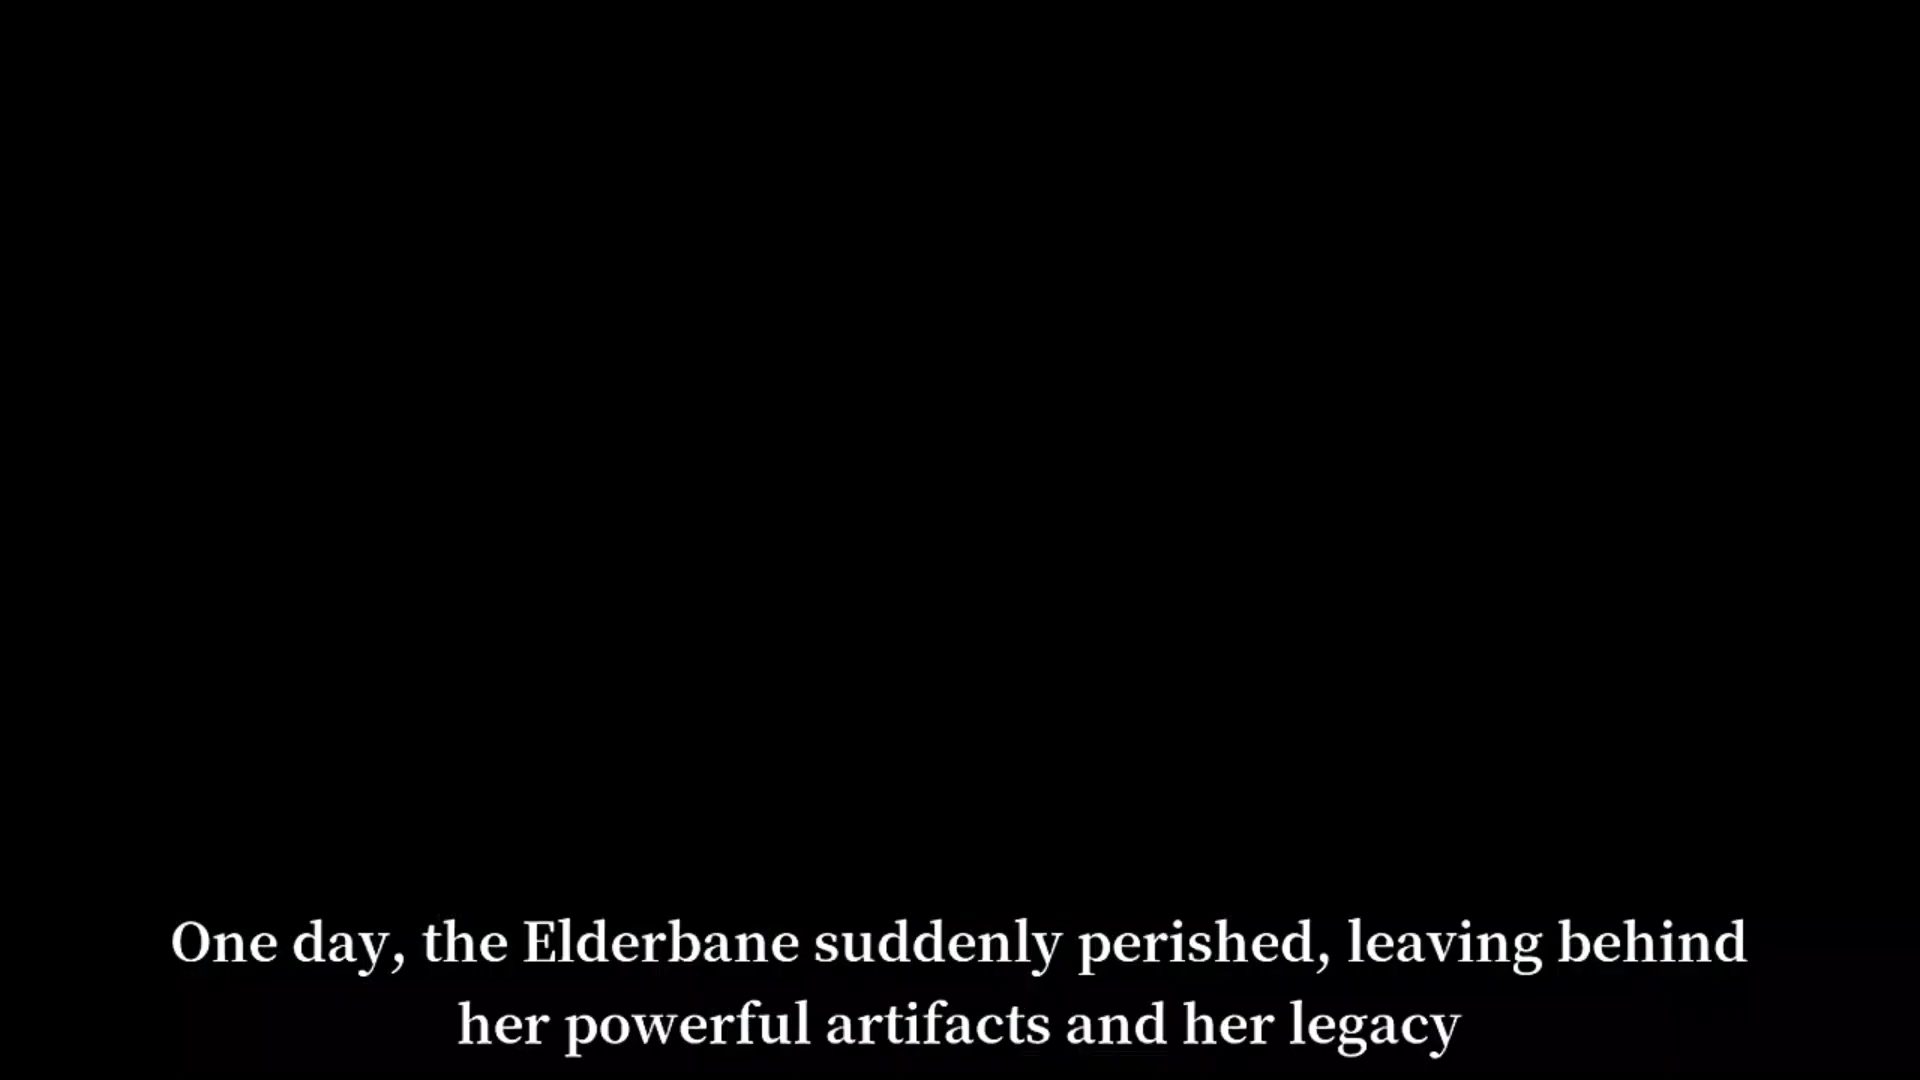 One day, the Elderbane suddenly perished, leaving behind
her powerful artifacts and her legacy